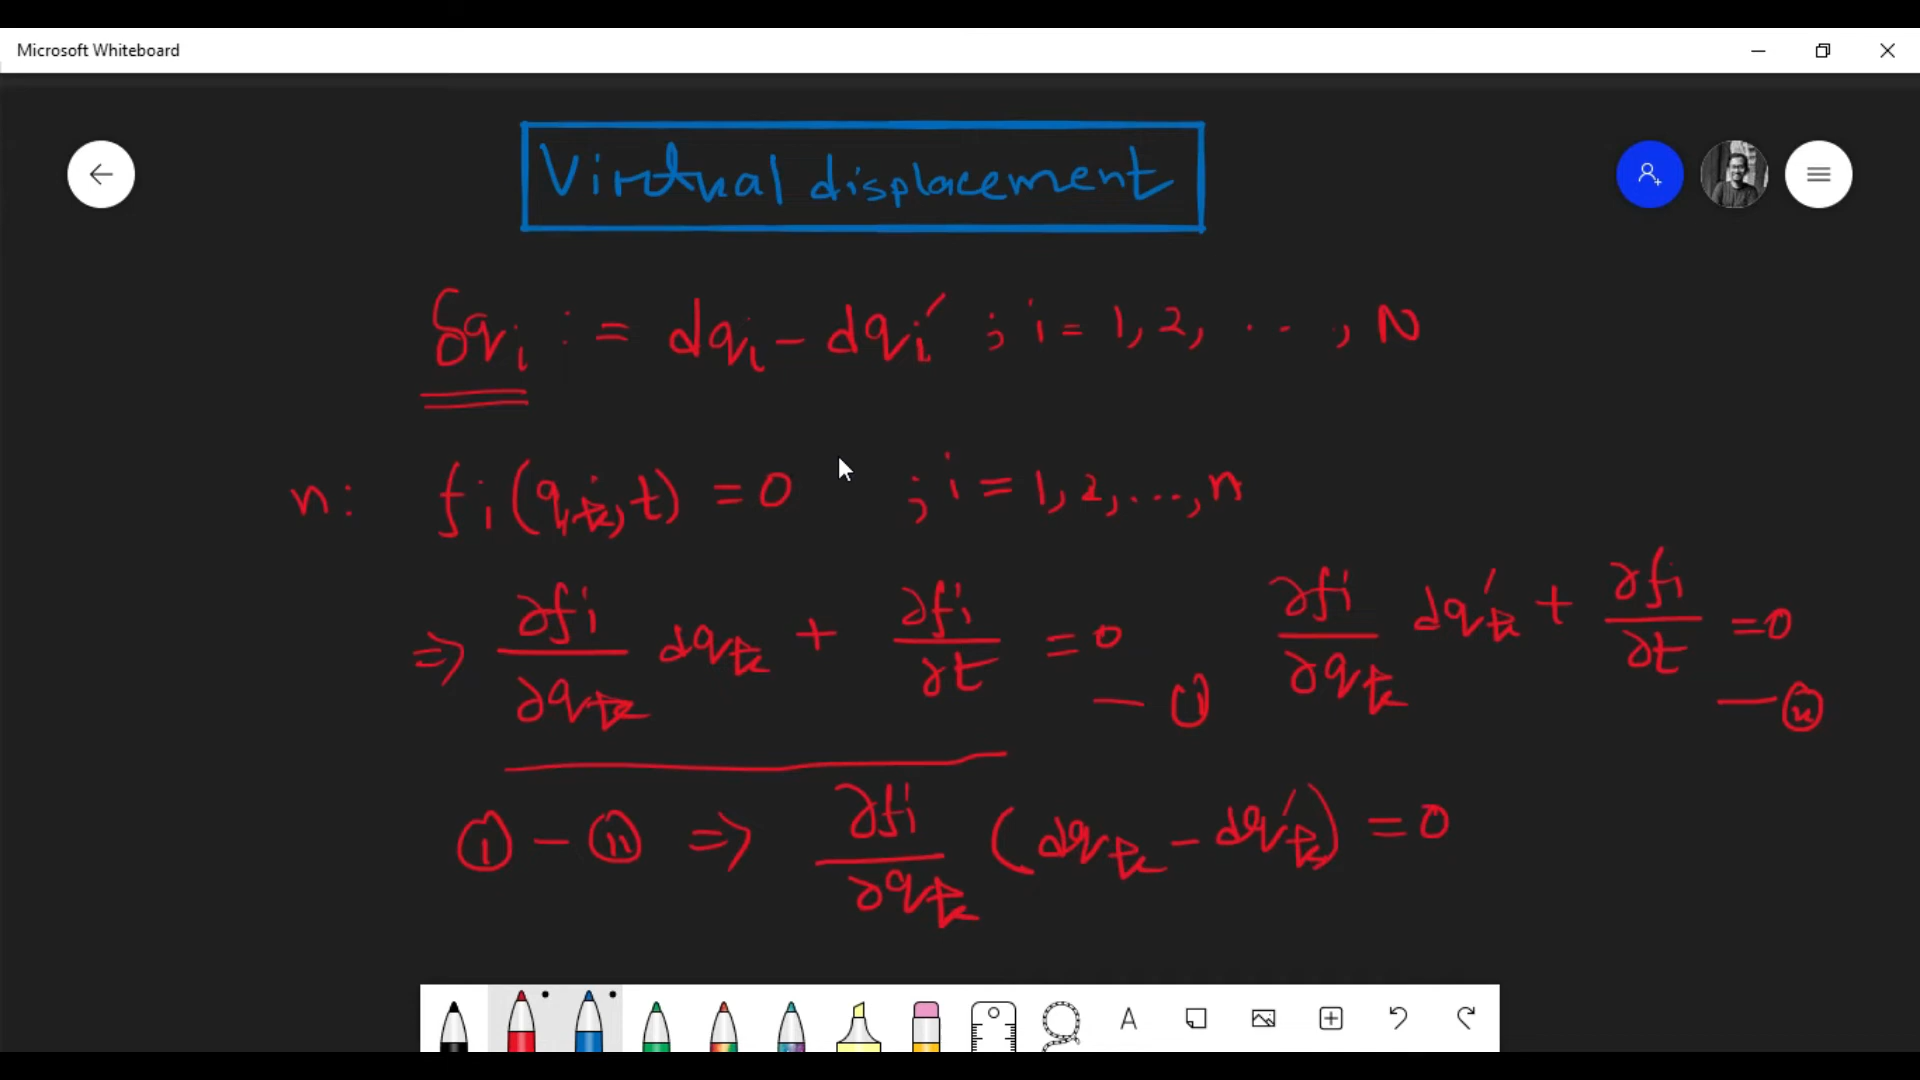 Microsoft Whiteboard
Virtual displacement
δqᵢ := dqᵢ - dqᵢ′ ; i = 1, 2, ..., N
n: fᵢ(qₖ, t) = 0 ; i = 1, 2, ..., n
⇒ ∂fᵢ/∂qₖ dqₖ + ∂fᵢ/∂t = 0 — (i) ∂fᵢ/∂qₖ dqₖ′ + ∂fᵢ/∂t = 0 — (ii)
(i) - (ii) ⇒ ∂fᵢ/∂qₖ (dqₖ - dqₖ′) = 0